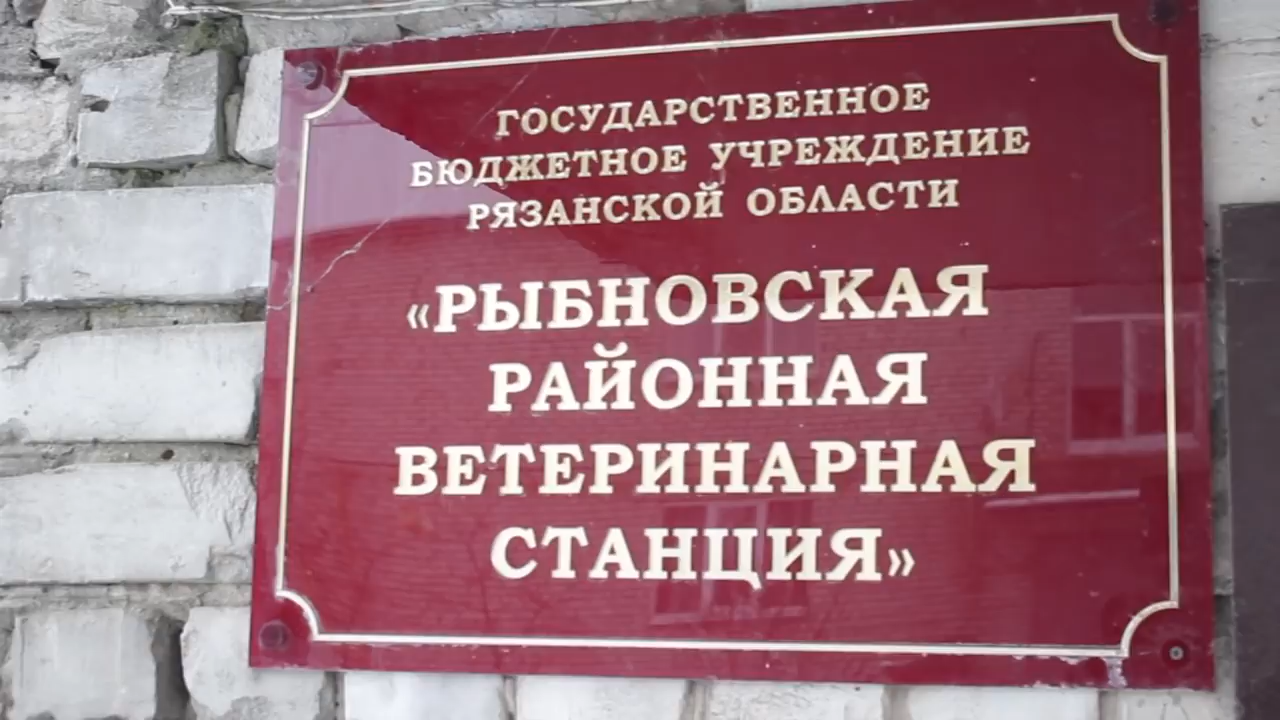 ГОСУДАРСТВЕННОЕ
БЮДЖЕТНОЕ УЧРЕЖДЕНИЕ
РЯЗАНСКОЙ ОБЛАСТИ
«РЫБНОВСКАЯ
РАЙОННАЯ
ВЕТЕРИНАРНАЯ
СТАНЦИЯ»